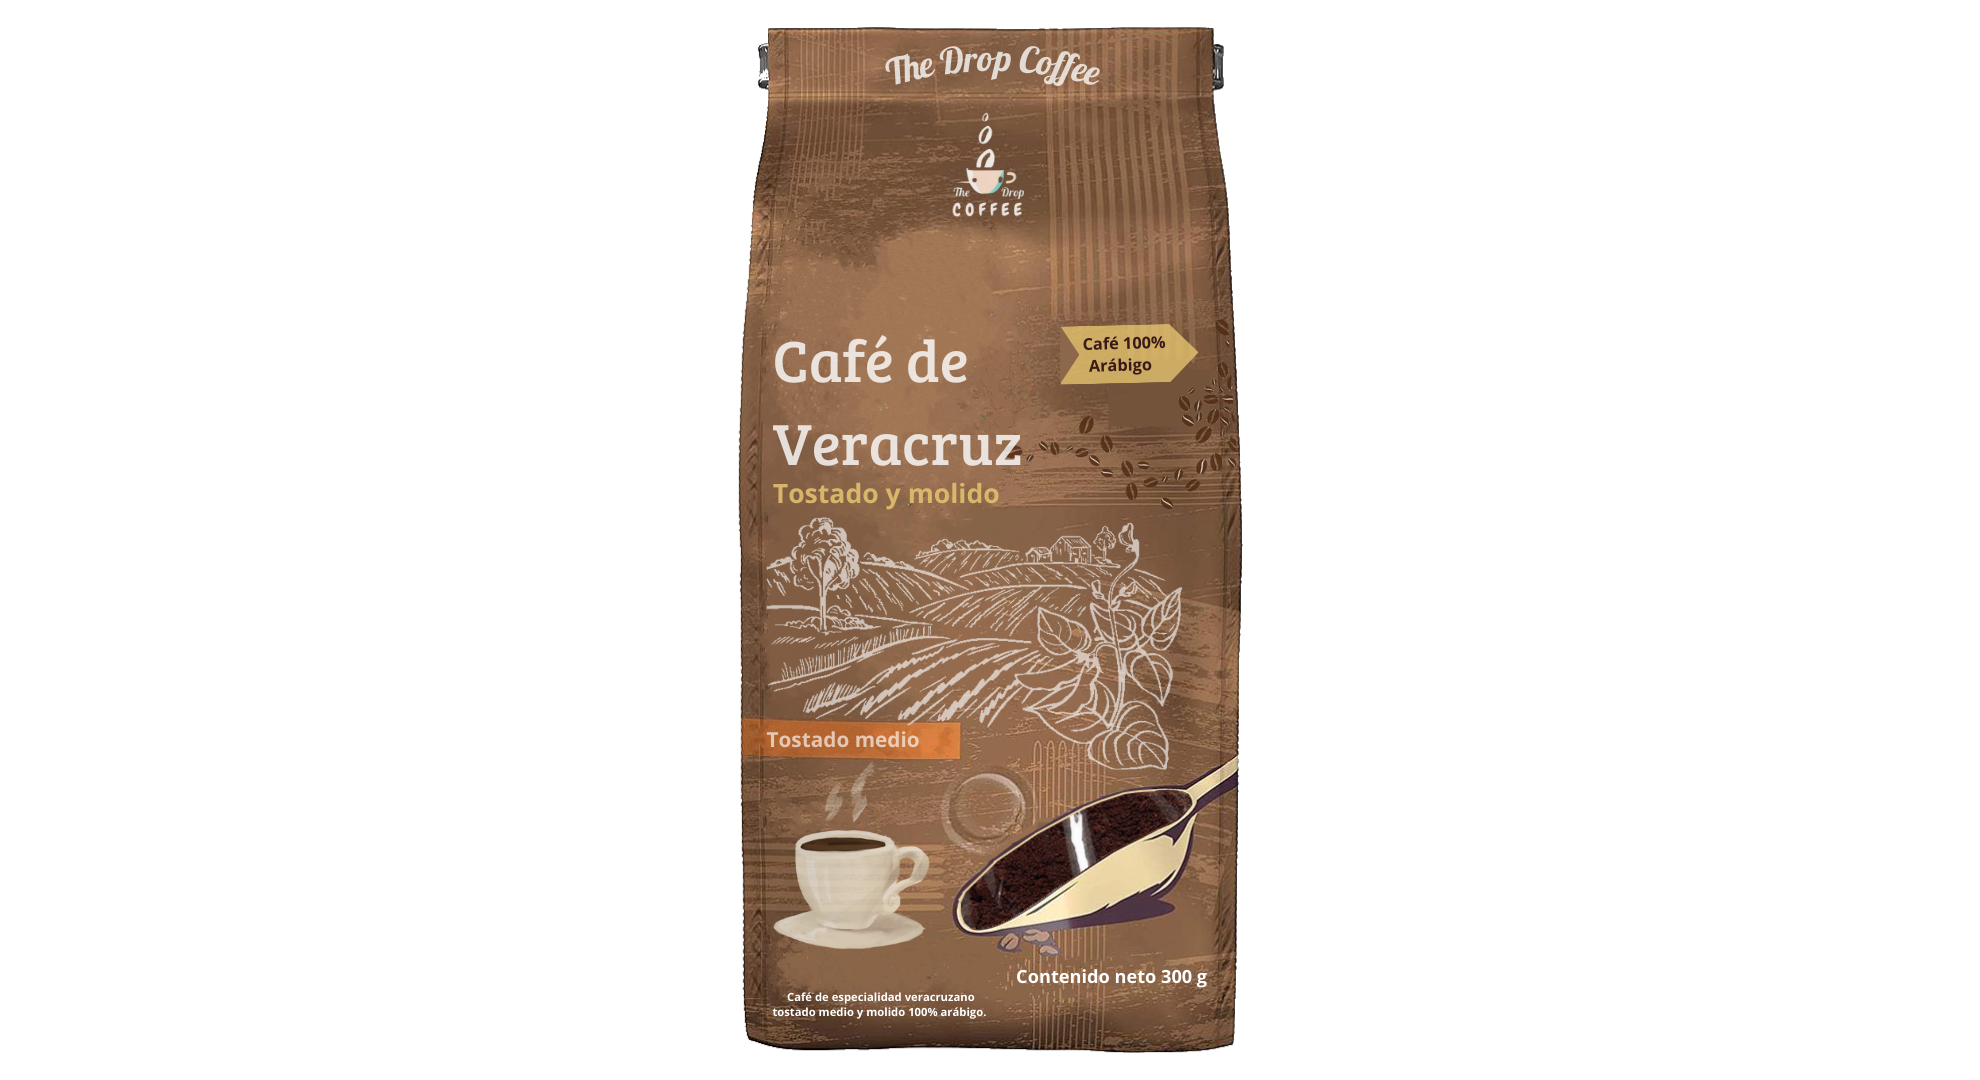 The Drop Coffee
The Drop
COFFEE
Café de
Veracruz
Café 100%
Arábigo
Tostado y molido
Tostado medio
Contenido neto 300 g
Café de especialidad veracruzano
tostado medio y molido 100% arábigo.